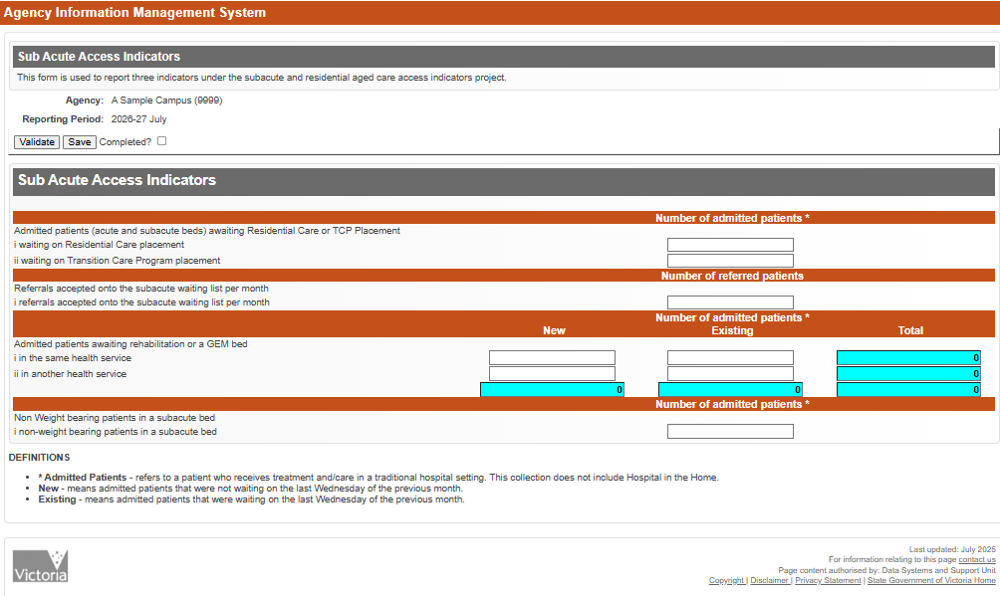 Agency Information Management System
Sub Acute Access Indicators
This form is used to report three indicators under the subacute and residential aged care access indicators project.
Agency: A Sample Campus (9999)
Reporting Period: 2026-27 July
Validate Save Completed?
Sub Acute Access Indicators
Number of admitted patients *
Admitted patients (acute and subacute beds) awaiting Residential Care or TCP Placement
i waiting on Residential Care placement
ii waiting on Transition Care Program placement
Number of referred patients
Referrals accepted onto the subacute waiting list per month
i referrals accepted onto the subacute waiting list per month
Number of admitted patients *
New Existing Total
Admitted patients awaiting rehabilitation or a GEM bed
i in the same health service 0
ii in another health service 0
0 0 0
Number of admitted patients *
Non Weight bearing patients in a subacute bed
i non-weight bearing patients in a subacute bed
DEFINITIONS
• * Admitted Patients - refers to a patient who receives treatment and/care in a traditional hospital setting. This collection does not include Hospital in the Home.
• New - means admitted patients that were not waiting on the last Wednesday of the previous month.
• Existing - means admitted patients that were waiting on the last Wednesday of the previous month.
Victoria
Last updated: July 2025
For information relating to this page contact us
Page content authorised by: Data Systems and Support Unit
Copyright | Disclaimer | Privacy Statement | State Government of Victoria Home